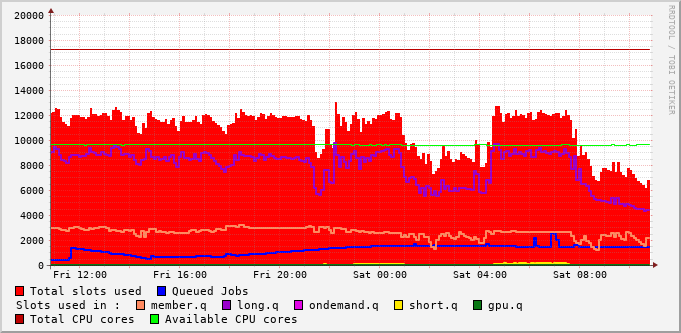 RRDTOOL / TOBI OETIKER
20000
18000
16000
14000
12000
10000
8000
6000
4000
2000
0
Fri 12:00 Fri 16:00 Fri 20:00 Sat 00:00 Sat 04:00 Sat 08:00
Total slots used Queued Jobs
Slots used in : member.q long.q ondemand.q short.q gpu.q
Total CPU cores Available CPU cores